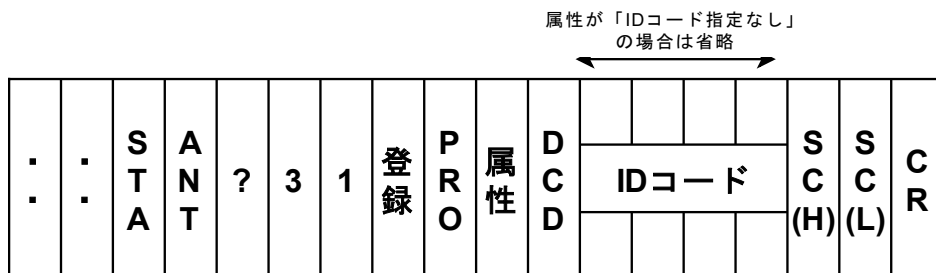 属性が「IDコード指定なし」
の場合は省略
: : STA ANT ? 3 1 登録 PRO 属性 DCD IDコード SC(H) SC(L) CR